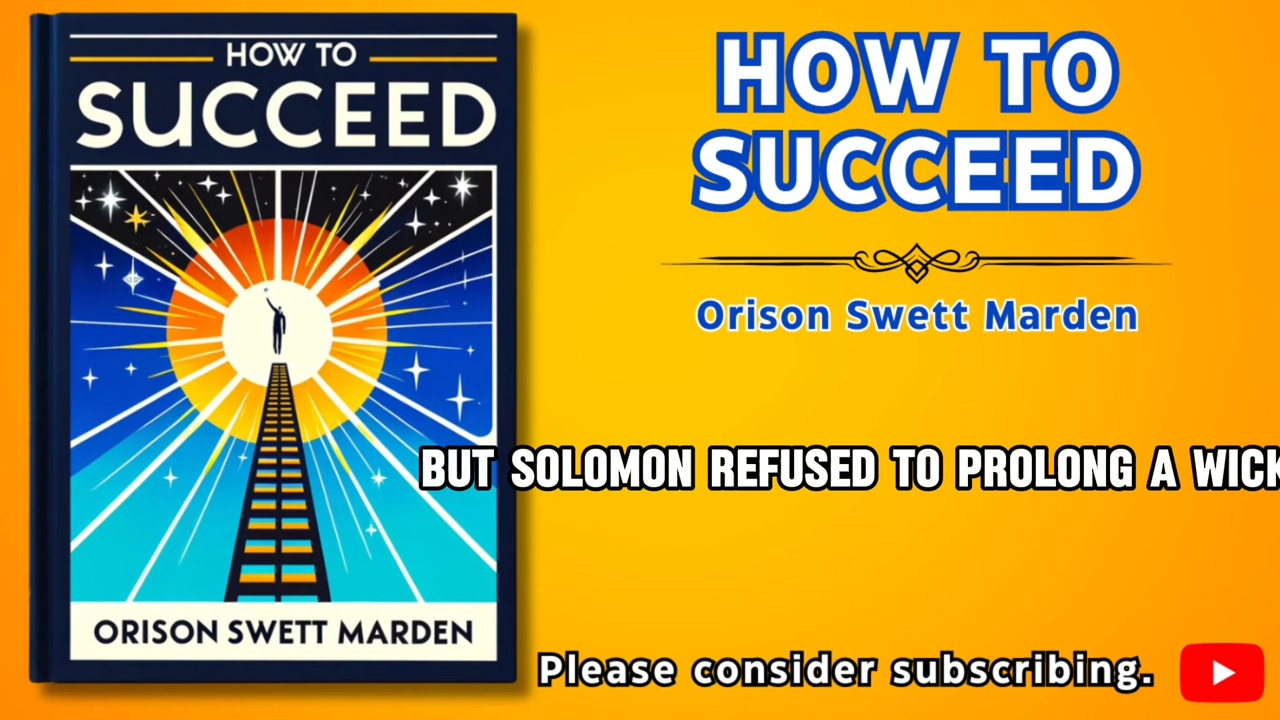 HOW TO
SUCCEED
ORISON SWETT MARDEN
HOW TO
SUCCEED
Orison Swett Marden
BUT SOLOMON REFUSED TO PROLONG A
Please consider subscribing.